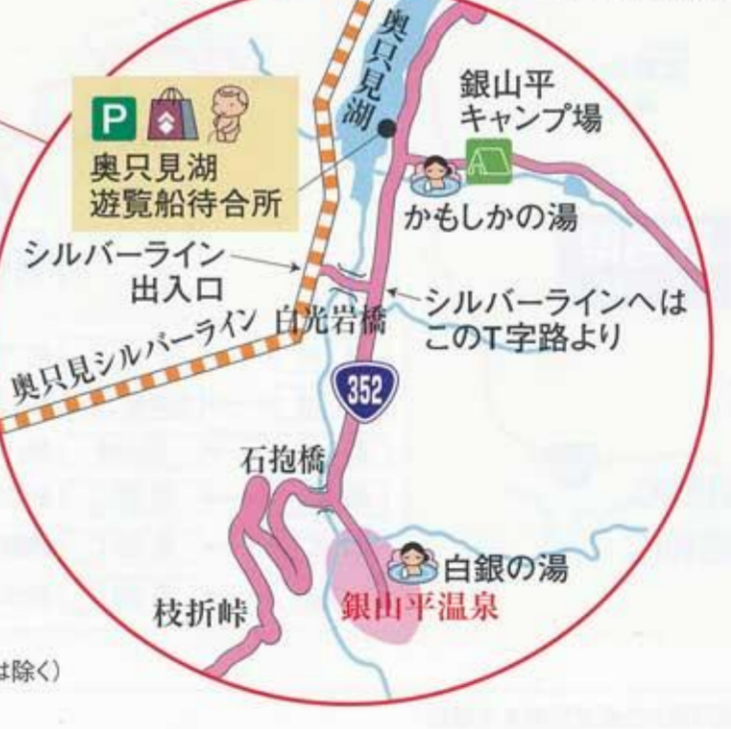 奥只見湖
銀山平
キャンプ場
P
奥只見湖
遊覧船待合所
かもしかの湯
シルバーライン
出入口
シルバーラインへは
このT字路より
白光岩橋
奥只見シルバーライン
352
石抱橋
白銀の湯
銀山平温泉
枝折峠
は除く）